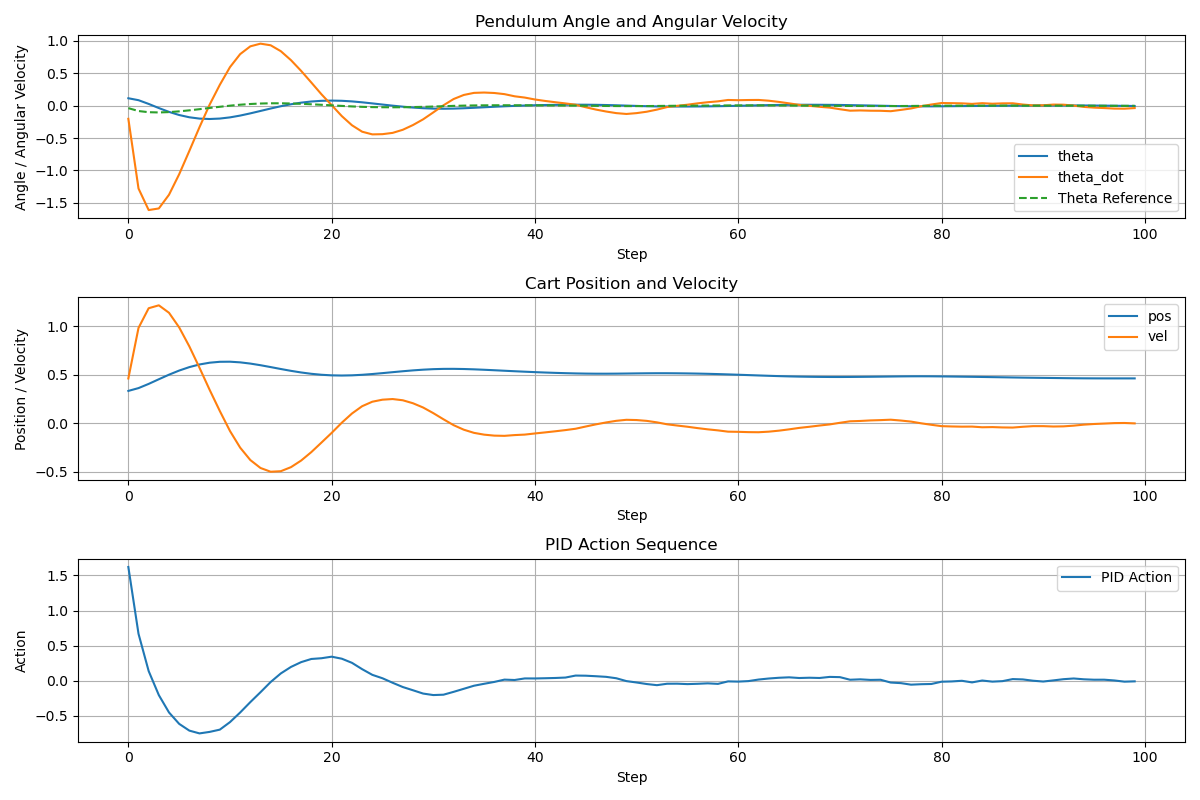 Pendulum Angle and Angular Velocity
Angle / Angular Velocity
1.0
0.5
0.0
−0.5
−1.0
−1.5
theta
theta_dot
Theta Reference
0 20 40 60 80 100
Step
Cart Position and Velocity
Position / Velocity
1.0
0.5
0.0
−0.5
pos
vel
0 20 40 60 80 100
Step
PID Action Sequence
Action
1.5
1.0
0.5
0.0
−0.5
PID Action
0 20 40 60 80 100
Step